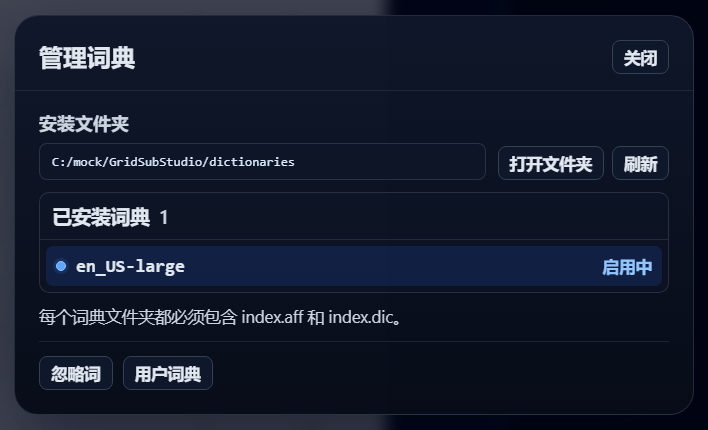 管理词典
关闭
安装文件夹
C:/mock/GridSubStudio/dictionaries
打开文件夹
刷新
已安装词典 1
en_US-large
启用中
每个词典文件夹都必须包含 index.aff 和 index.dic。
忽略词
用户词典